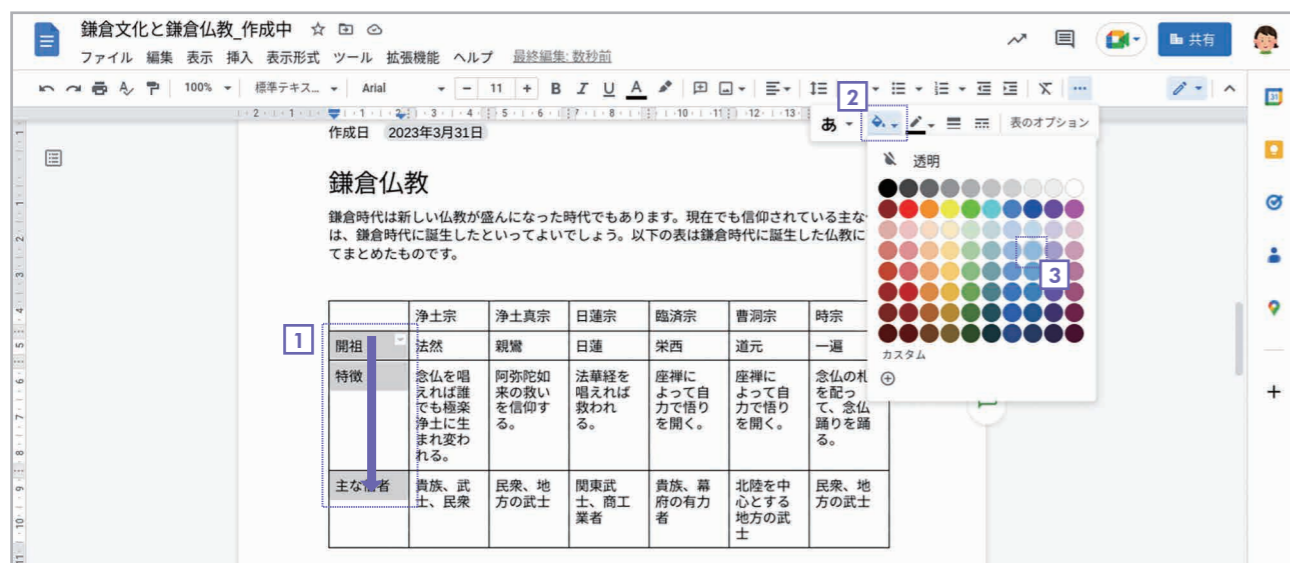 鎌倉文化と鎌倉仏教_作成中
ファイル 編集 表示 挿入 表示形式 ツール 拡張機能 ヘルプ 最終編集: 数秒前
共有
100% 標準テキス... Arial - 11 + B I U A
2
あ 表のオプション
作成日 2023年3月31日
透明
鎌倉仏教
鎌倉時代は新しい仏教が盛んになった時代でもあります。現在でも信仰されている主な
は、鎌倉時代に誕生したといってよいでしょう。以下の表は鎌倉時代に誕生した仏教に
てまとめたものです。
3
カスタム
浄土宗 浄土真宗 日蓮宗 臨済宗 曹洞宗 時宗
1
開祖 法然 親鸞 日蓮 栄西 道元 一遍
特徴 念仏を唱 阿弥陀如 法華経を 座禅に 座禅に 念仏の札
えれば誰 来の救い 唱えれば よって自 よって自 を配っ
でも極楽 を信仰す 救われ 力で悟り 力で悟り て、念仏
浄土に生 る。 る。 を開く。 を開く。 踊りを踊
まれ変わ る。
れる。
主な 者 貴族、武 民衆、地 関東武 貴族、幕 北陸を中 民衆、地
士、民衆 方の武士 士、商工 府の有力 心とする 方の武士
業者 者 地方の武
士